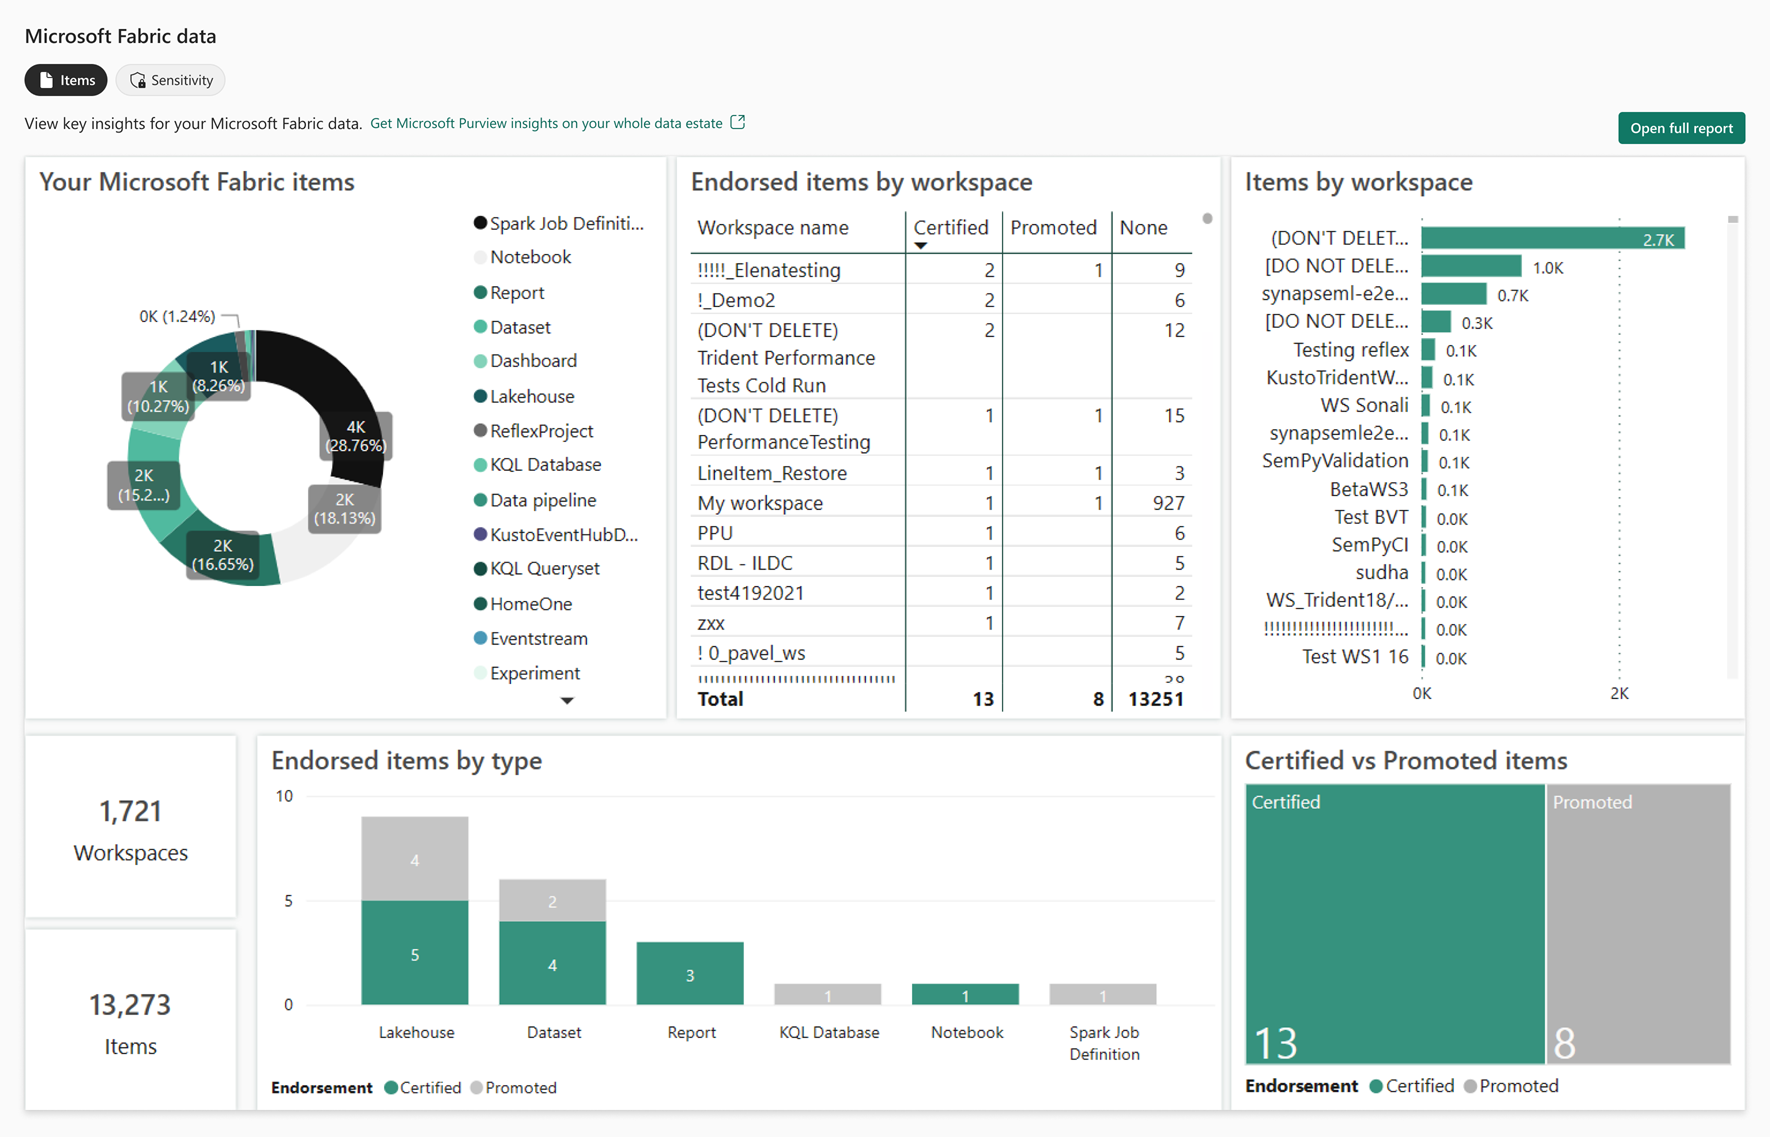 Microsoft Fabric data
Items
Sensitivity
View key insights for your Microsoft Fabric data. Get Microsoft Purview insights on your whole data estate
Open full report
Your Microsoft Fabric items
0K (1.24%)
1K
(8.26%)
1K
(10.27%)
4K
(28.76%)
2K
(15.2...)
2K
(18.13%)
2K
(16.65%)
Spark Job Definiti...
Notebook
Report
Dataset
Dashboard
Lakehouse
ReflexProject
KQL Database
Data pipeline
KustoEventHubD...
KQL Queryset
HomeOne
Eventstream
Experiment
Endorsed items by workspace
Workspace name Certified Promoted None
!!!!!_Elenatesting 2 1 9
!_Demo2 2 6
(DON'T DELETE) 2 12
Trident Performance
Tests Cold Run
(DON'T DELETE) 1 1 15
PerformanceTesting
LineItem_Restore 1 1 3
My workspace 1 1 927
PPU 1 6
RDL - ILDC 1 5
test4192021 1 2
zxx 1 7
! 0_pavel_ws 5
Total 13 8 13251
Items by workspace
(DON'T DELET... 2.7K
[DO NOT DELE... 1.0K
synapseml-e2e... 0.7K
[DO NOT DELE... 0.3K
Testing reflex 0.1K
KustoTridentW... 0.1K
WS Sonali 0.1K
synapsemle2e... 0.1K
SemPyValidation 0.1K
BetaWS3 0.1K
Test BVT 0.0K
SemPyCI 0.0K
sudha 0.0K
WS_Trident18/... 0.0K
!!!!!!!!!!!!!!!!!!!!!!!... 0.0K
Test WS1 16 0.0K
0K 2K
1,721
Workspaces
13,273
Items
Endorsed items by type
10
5
0
4
5
2
4
3
1
1
1
Lakehouse
Dataset
Report
KQL Database
Notebook
Spark Job
Definition
Endorsement Certified Promoted
Certified vs Promoted items
Certified
Promoted
13
8
Endorsement Certified Promoted